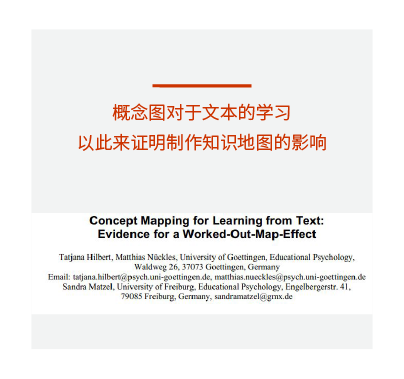 概念图对于文本的学习
以此来证明制作知识地图的影响
Concept Mapping for Learning from Text:
Evidence for a Worked-Out-Map-Effect
Tatjana Hilbert, Matthias Nückles, University of Goettingen, Educational Psychology,
Waldweg 26, 37073 Goettingen, Germany
Email: tatjana.hilbert@psych.uni-goettingen.de, matthias.nueckles@psych.uni-goettingen.de
Sandra Matzel, University of Freiburg, Educational Psychology, Engelbergerstr. 41,
79085 Freiburg, Germany, sandramatzel@gmx.de